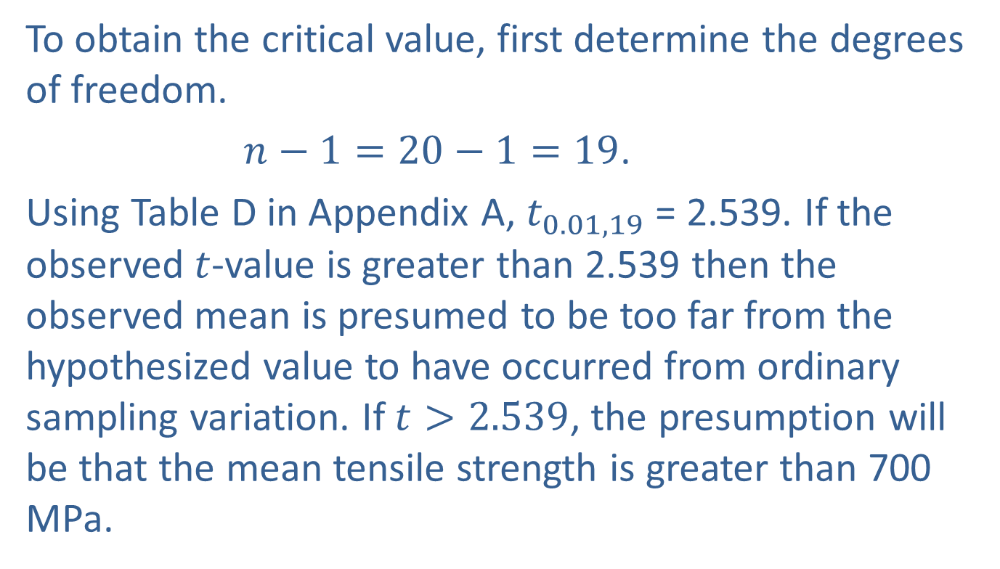 To obtain the critical value, first determine the degrees
of freedom.
n − 1 = 20 − 1 = 19.
Using Table D in Appendix A, t₀.₀₁,₁₉ = 2.539. If the
observed t-value is greater than 2.539 then the
observed mean is presumed to be too far from the
hypothesized value to have occurred from ordinary
sampling variation. If t > 2.539, the presumption will
be that the mean tensile strength is greater than 700
MPa.